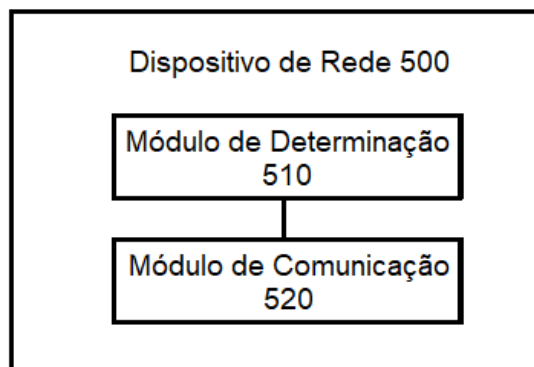 Dispositivo de Rede 500
Módulo de Determinação
510
Módulo de Comunicação
520